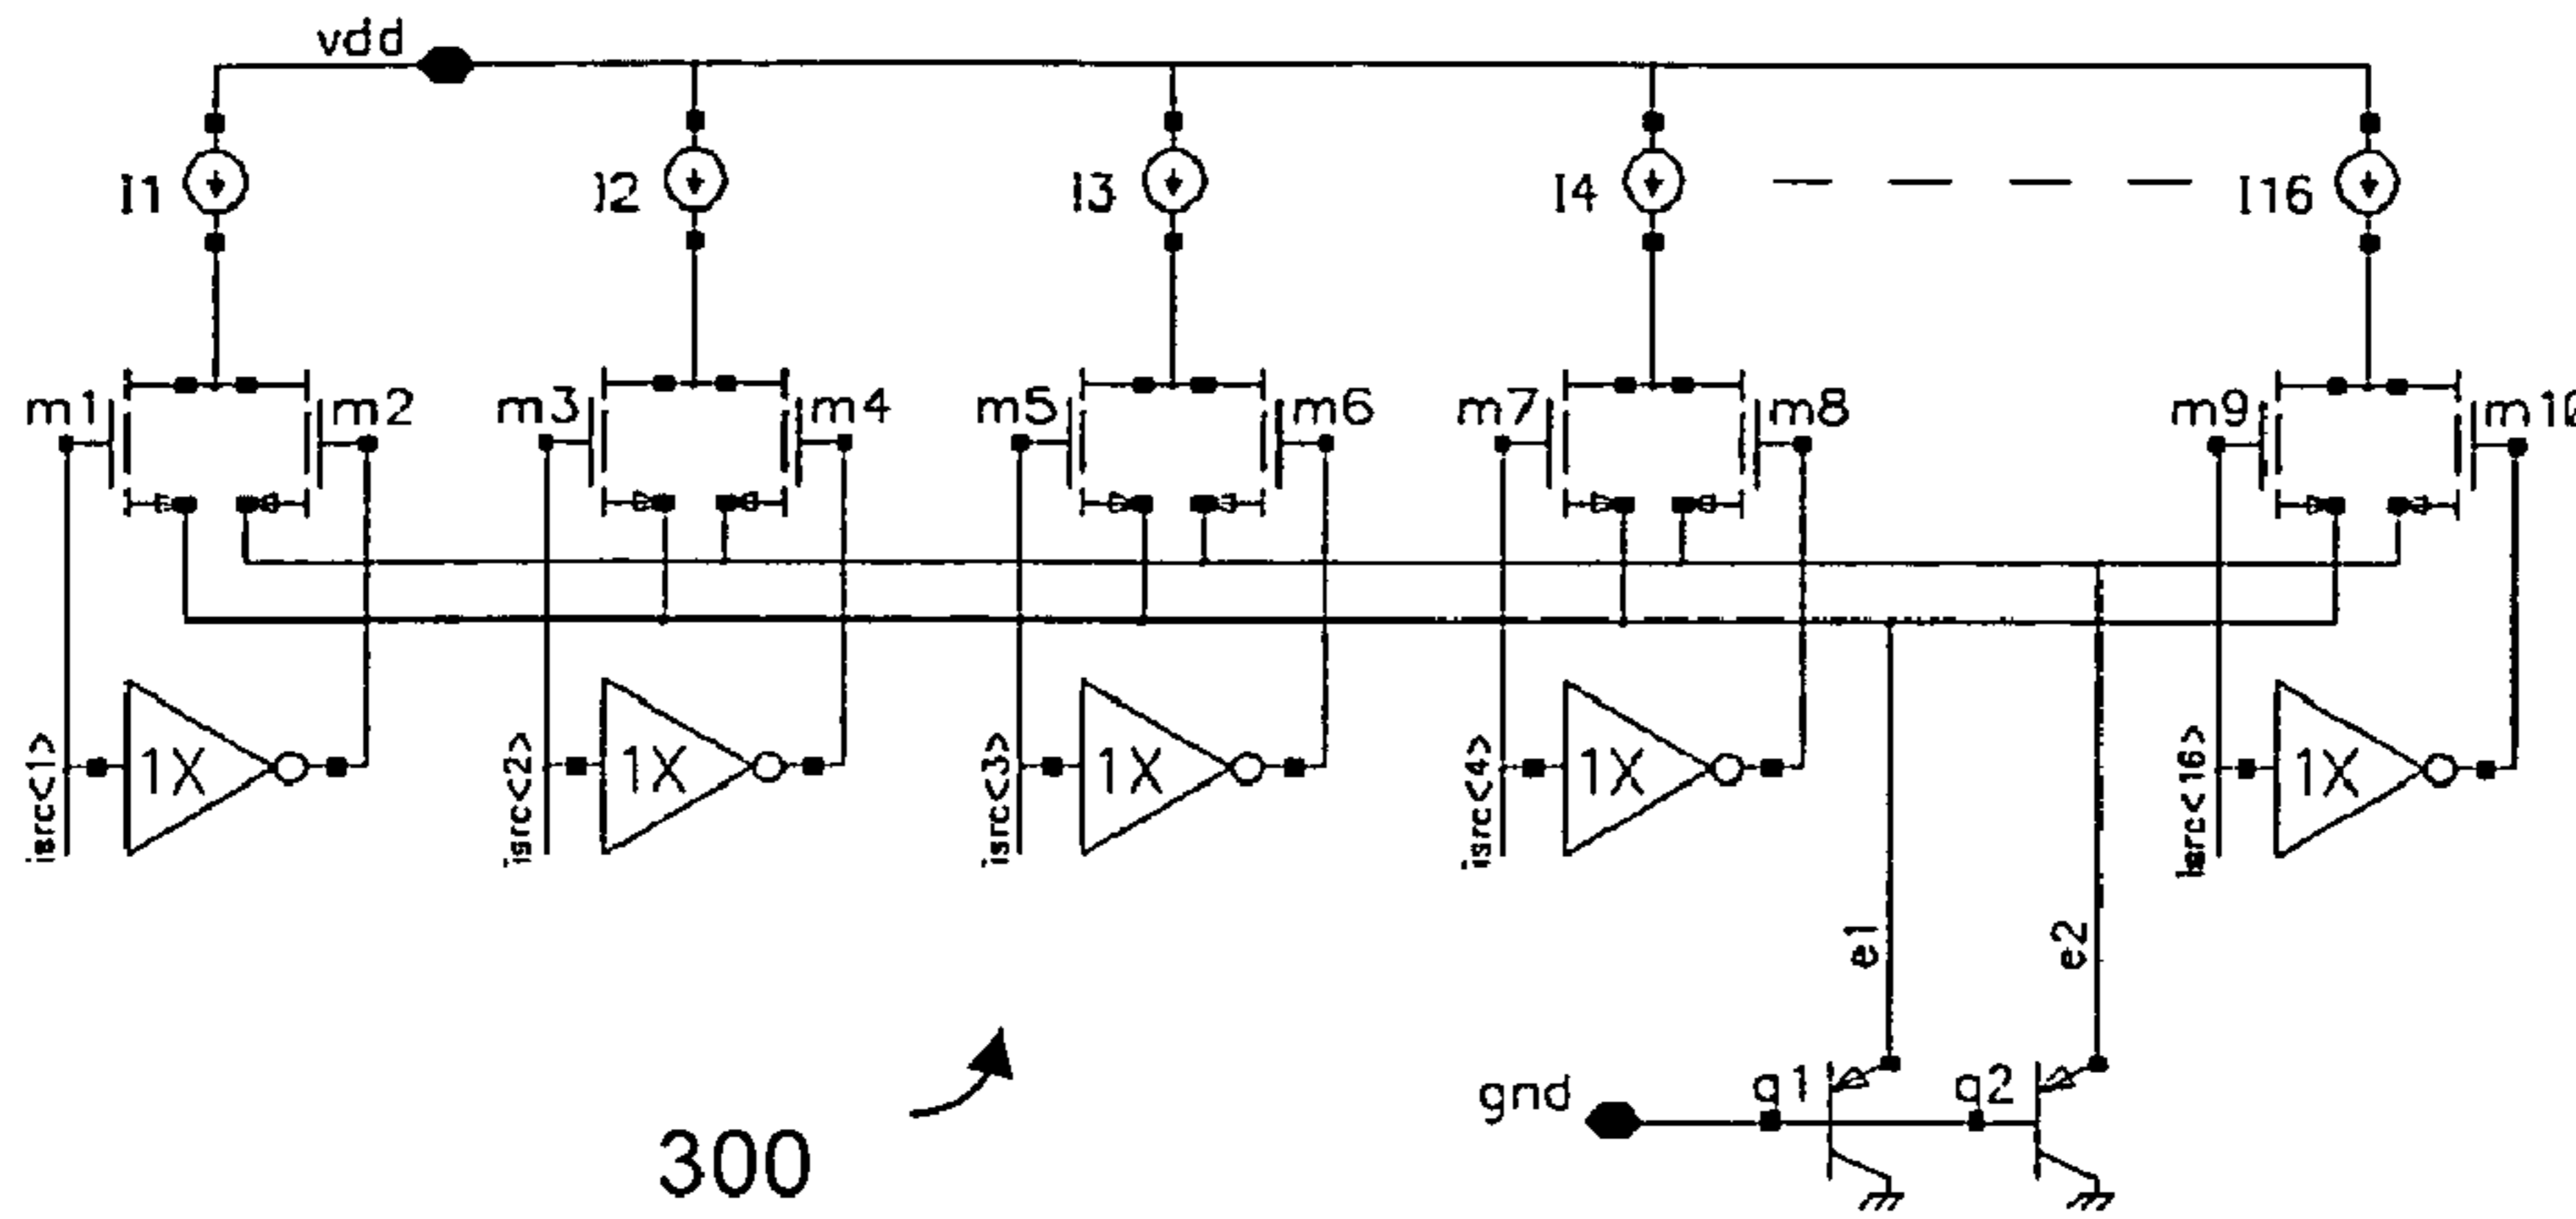 vdd
I1
I2
I3
I4
I16
m1
m2
m3
m4
m5
m6
m7
m8
m9
m10
1X
1X
1X
1X
1X
isrc<1>
isrc<2>
isrc<3>
isrc<4>
isrc<16>
e1
e2
gnd
q1
q2
300